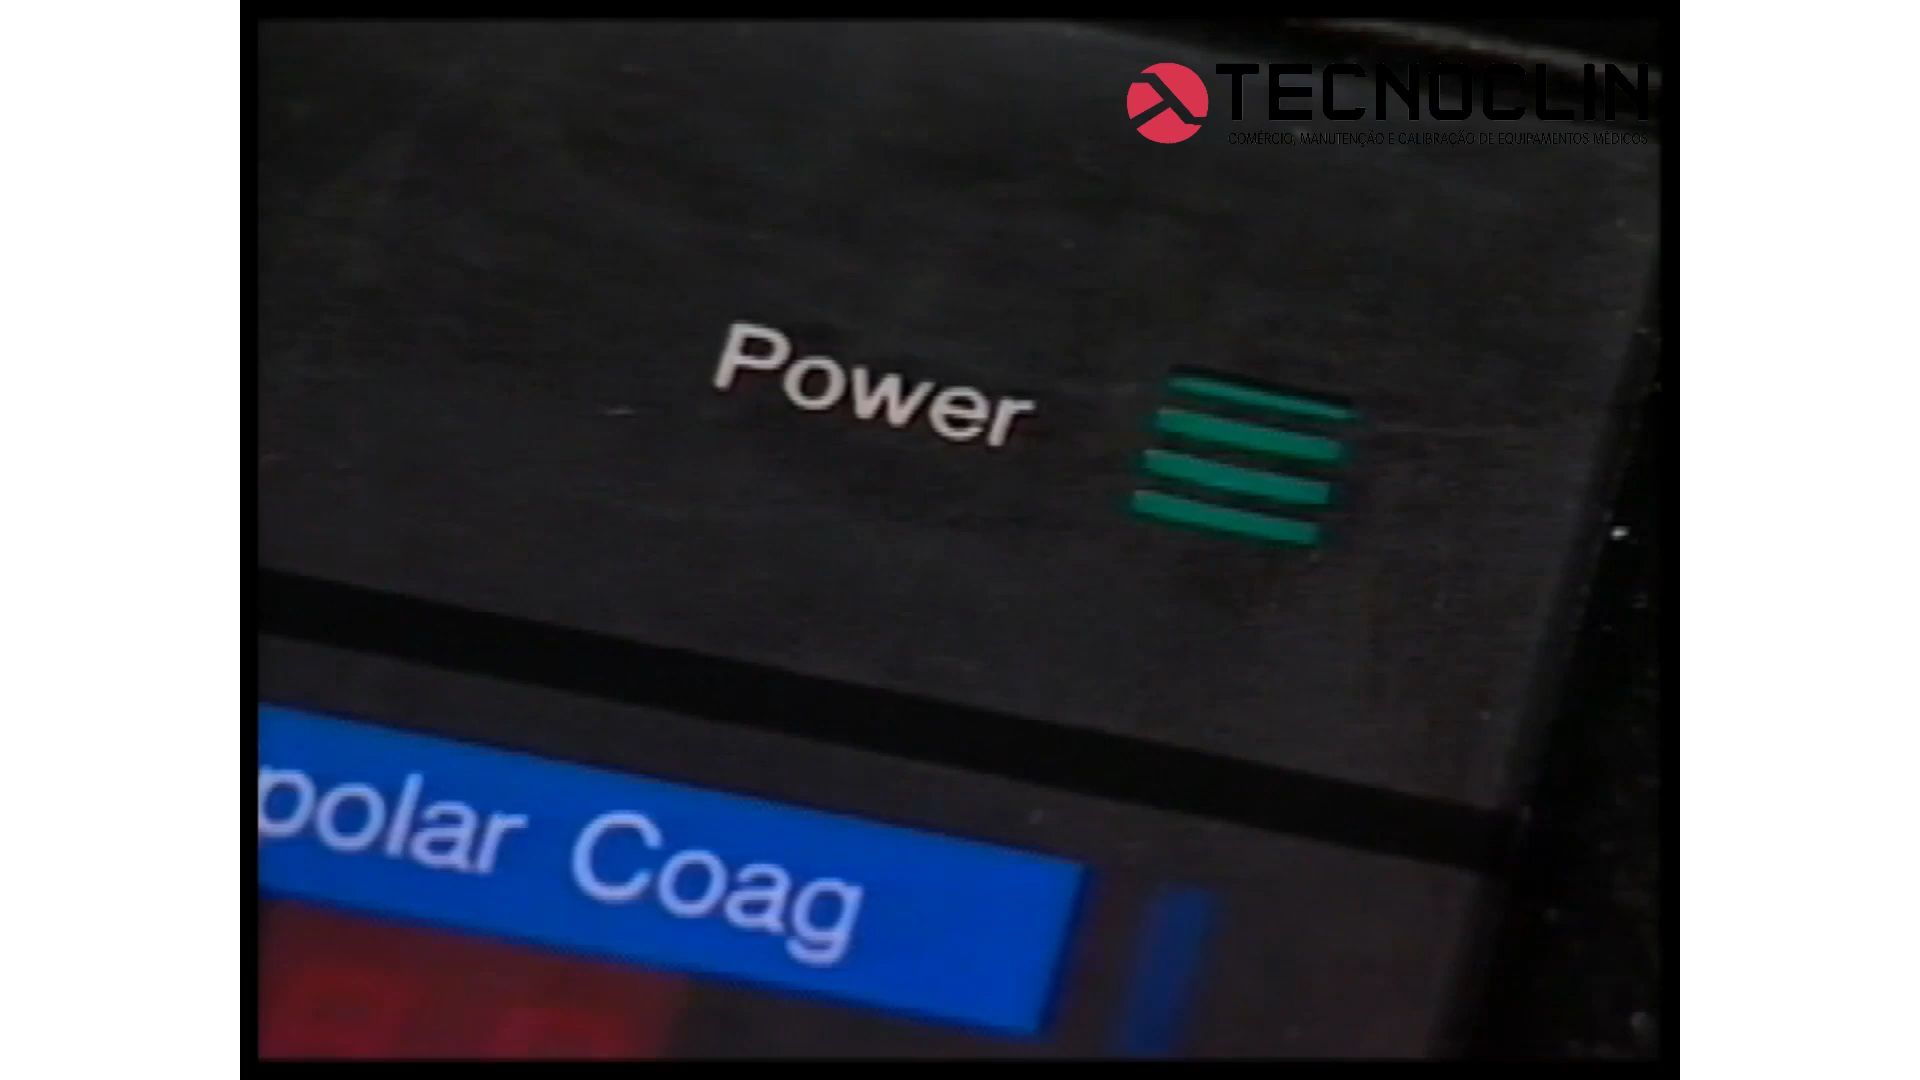 TECNOCLIN
COMÉRCIO, MANUTENÇÃO E CALIBRAÇÃO DE EQUIPAMENTOS MÉDICOS
Power
polar Coag